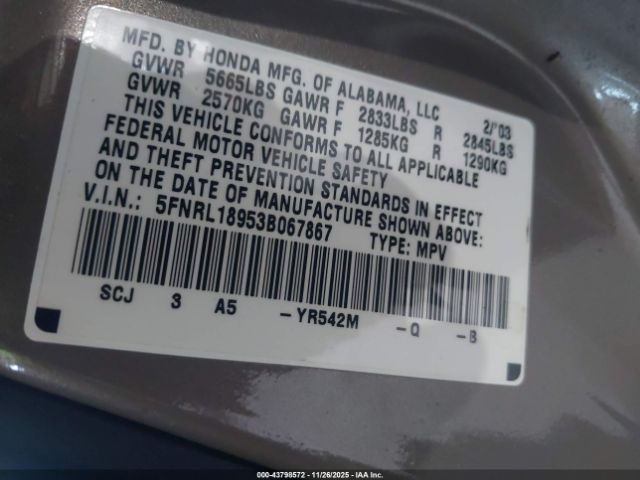 MFD. BY HONDA MFG. OF ALABAMA, LLC 2/'03
GVWR 5665LBS GAWR F 2833LBS R 2845LBS
GVWR 2570KG GAWR F 1285KG R 1290KG
THIS VEHICLE CONFORMS TO ALL APPLICABLE
FEDERAL MOTOR VEHICLE SAFETY
AND THEFT PREVENTION STANDARDS IN EFFECT
ON THE DATE OF MANUFACTURE SHOWN ABOVE:
V.I.N.: 5FNRL18953B067867 TYPE: MPV
SCJ 3 A5 -YR542M -Q -B
000-43798572 - 11/26/2025 - IAAI.com